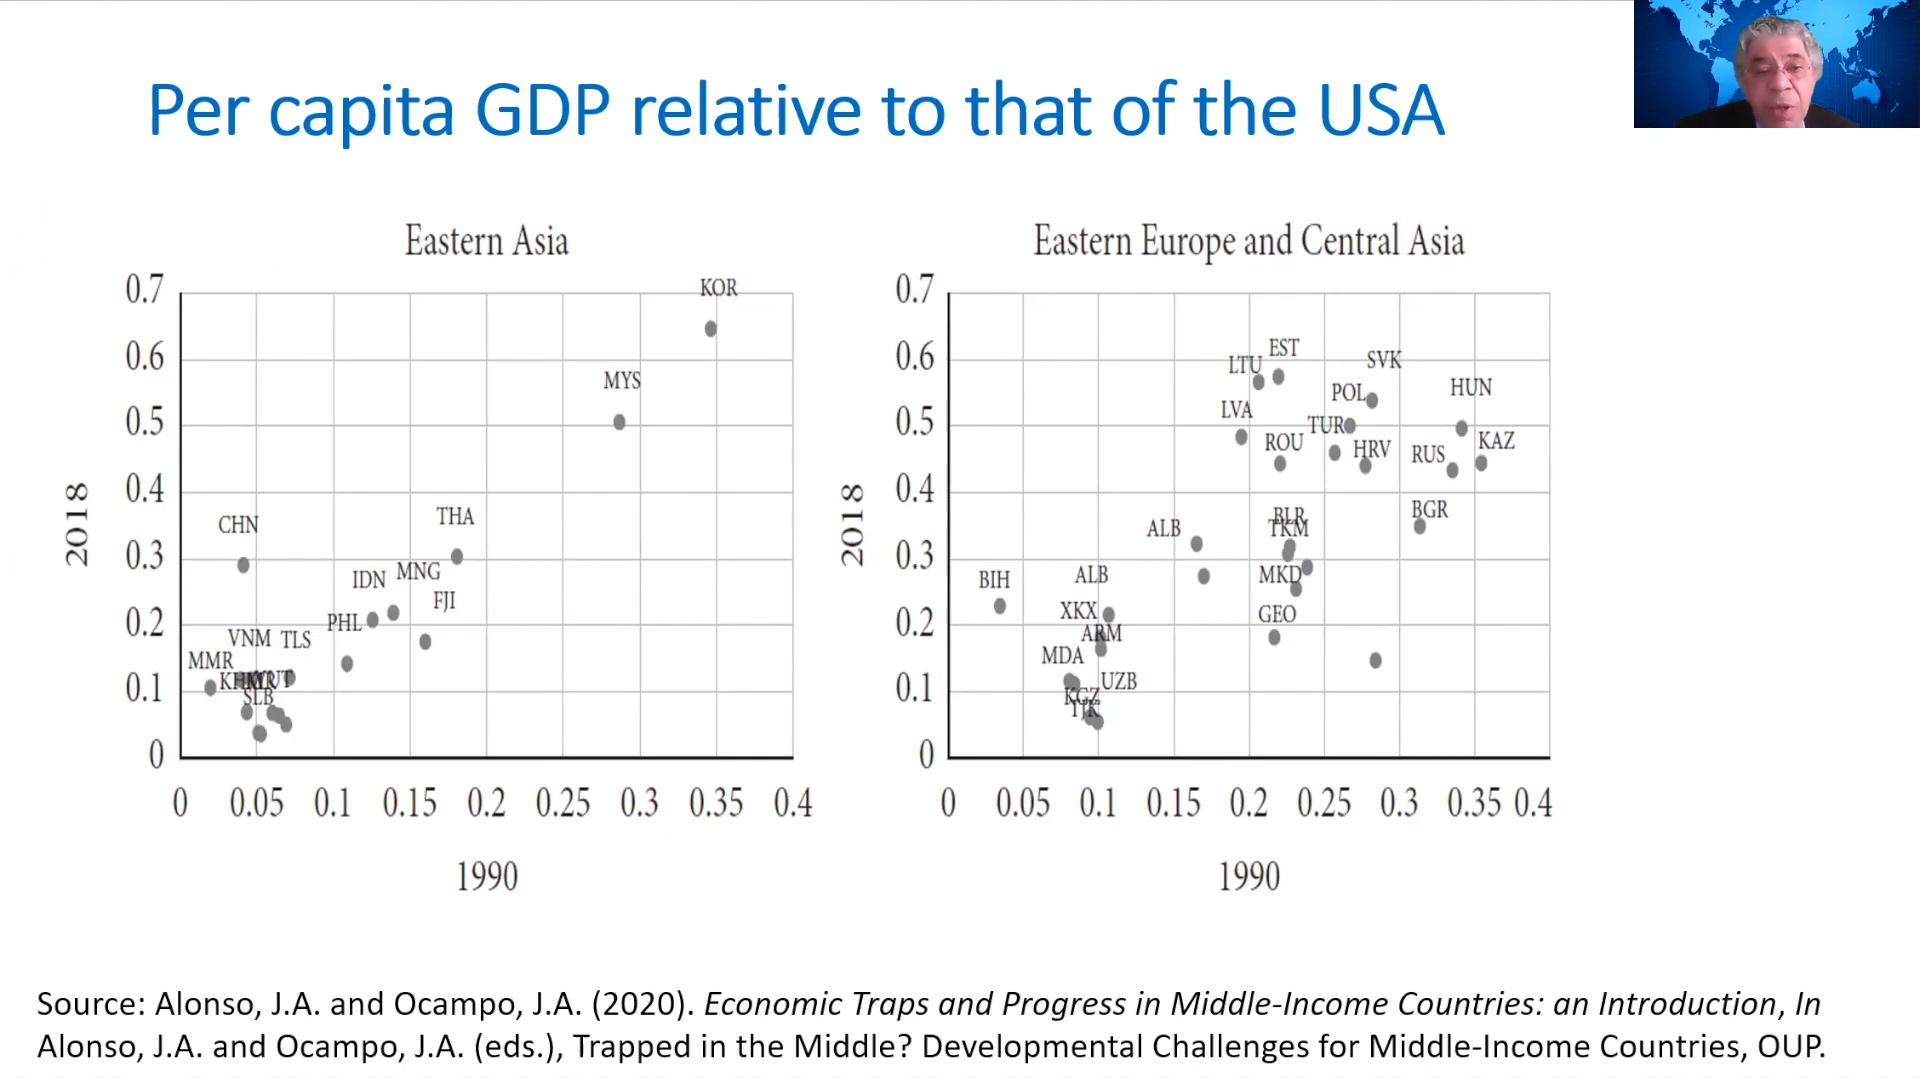 Per capita GDP relative to that of the USA
Eastern Asia
0.7
0.6
0.5
0.4
0.3
0.2
0.1
0
2018
KOR
MYS
CHN
THA
IDN
MNG
FJI
PHL
VNM
TLS
MMR
SLB
0 0.05 0.1 0.15 0.2 0.25 0.3 0.35 0.4
1990
Eastern Europe and Central Asia
0.7
0.6
0.5
0.4
0.3
0.2
0.1
0
2018
EST
LTU
SVK
POL
HUN
LVA
TUR
ROU
HRV
RUS
KAZ
BGR
BLR
TKM
ALB
BIH
ALB
MKD
XKX
GEO
ARM
MDA
UZB
KGZ
TJK
0 0.05 0.1 0.15 0.2 0.25 0.3 0.35 0.4
1990
Source: Alonso, J.A. and Ocampo, J.A. (2020). Economic Traps and Progress in Middle-Income Countries: an Introduction, In
Alonso, J.A. and Ocampo, J.A. (eds.), Trapped in the Middle? Developmental Challenges for Middle-Income Countries, OUP.